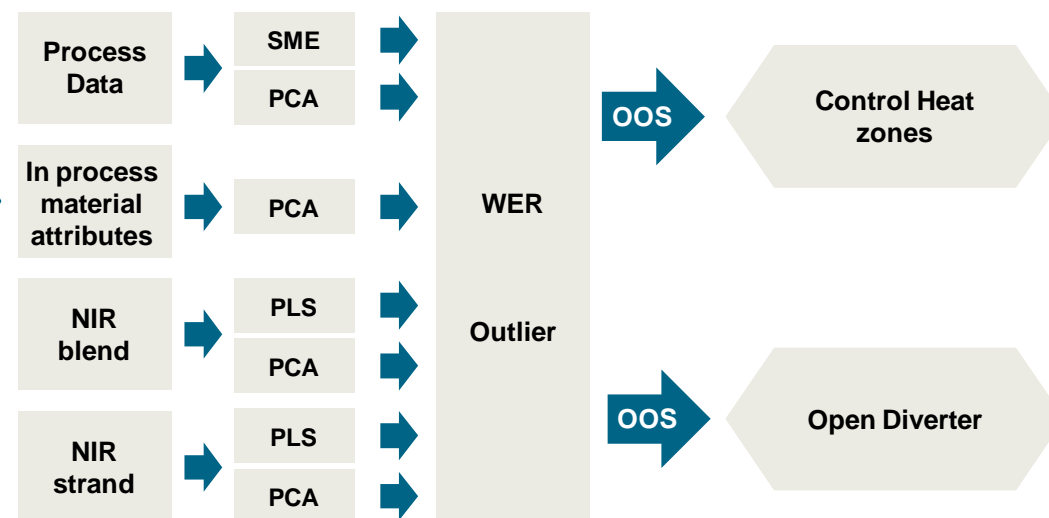 Process
Data
SME
PCA
In process
material
attributes
PCA
NIR
blend
PLS
PCA
NIR
strand
PLS
PCA
WER
Outlier
OOS
Control Heat
zones
OOS
Open Diverter